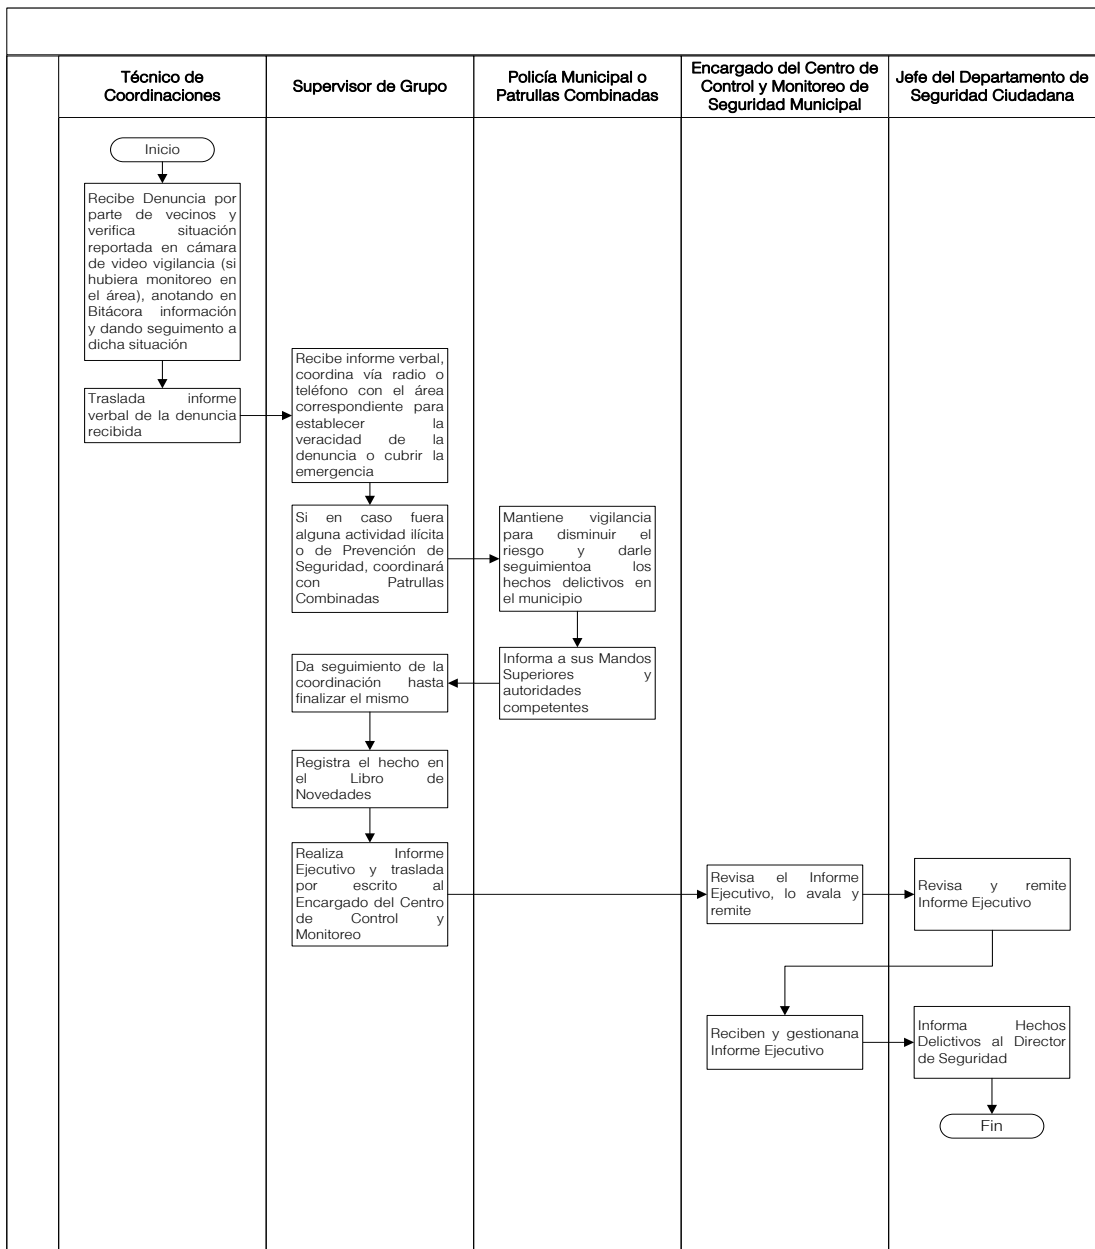 Técnico de
Coordinaciones
Supervisor de Grupo
Policía Municipal o
Patrullas Combinadas
Encargado del Centro de
Control y Monitoreo de
Seguridad Municipal
Jefe del Departamento de
Seguridad Ciudadana
Inicio
Recibe Denuncia por
parte de vecinos y
verifica situación
reportada en cámara
de video vigilancia (si
hubiera monitoreo en
el área), anotando en
Bitácora información
y dando seguimento a
dicha situación
Traslada informe
verbal de la denuncia
recibida
Recibe informe verbal,
coordina vía radio o
teléfono con el área
correspondiente para
establecer la
veracidad de la
denuncia o cubrir la
emergencia
Si en caso fuera
alguna actividad ilícita
o de Prevención de
Seguridad, coordinará
con Patrullas
Combinadas
Mantiene vigilancia
para disminuir el
riesgo y darle
seguimientoa los
hechos delictivos en
el municipio
Informa a sus Mandos
Superiores y
autoridades
competentes
Da seguimiento de la
coordinación hasta
finalizar el mismo
Registra el hecho en
el Libro de
Novedades
Realiza Informe
Ejecutivo y traslada
por escrito al
Encargado del Centro
de Control y
Monitoreo
Revisa el Informe
Ejecutivo, lo avala y
remite
Revisa y remite
Informe Ejecutivo
Reciben y gestionana
Informe Ejecutivo
Informa Hechos
Delictivos al Director
de Seguridad
Fin